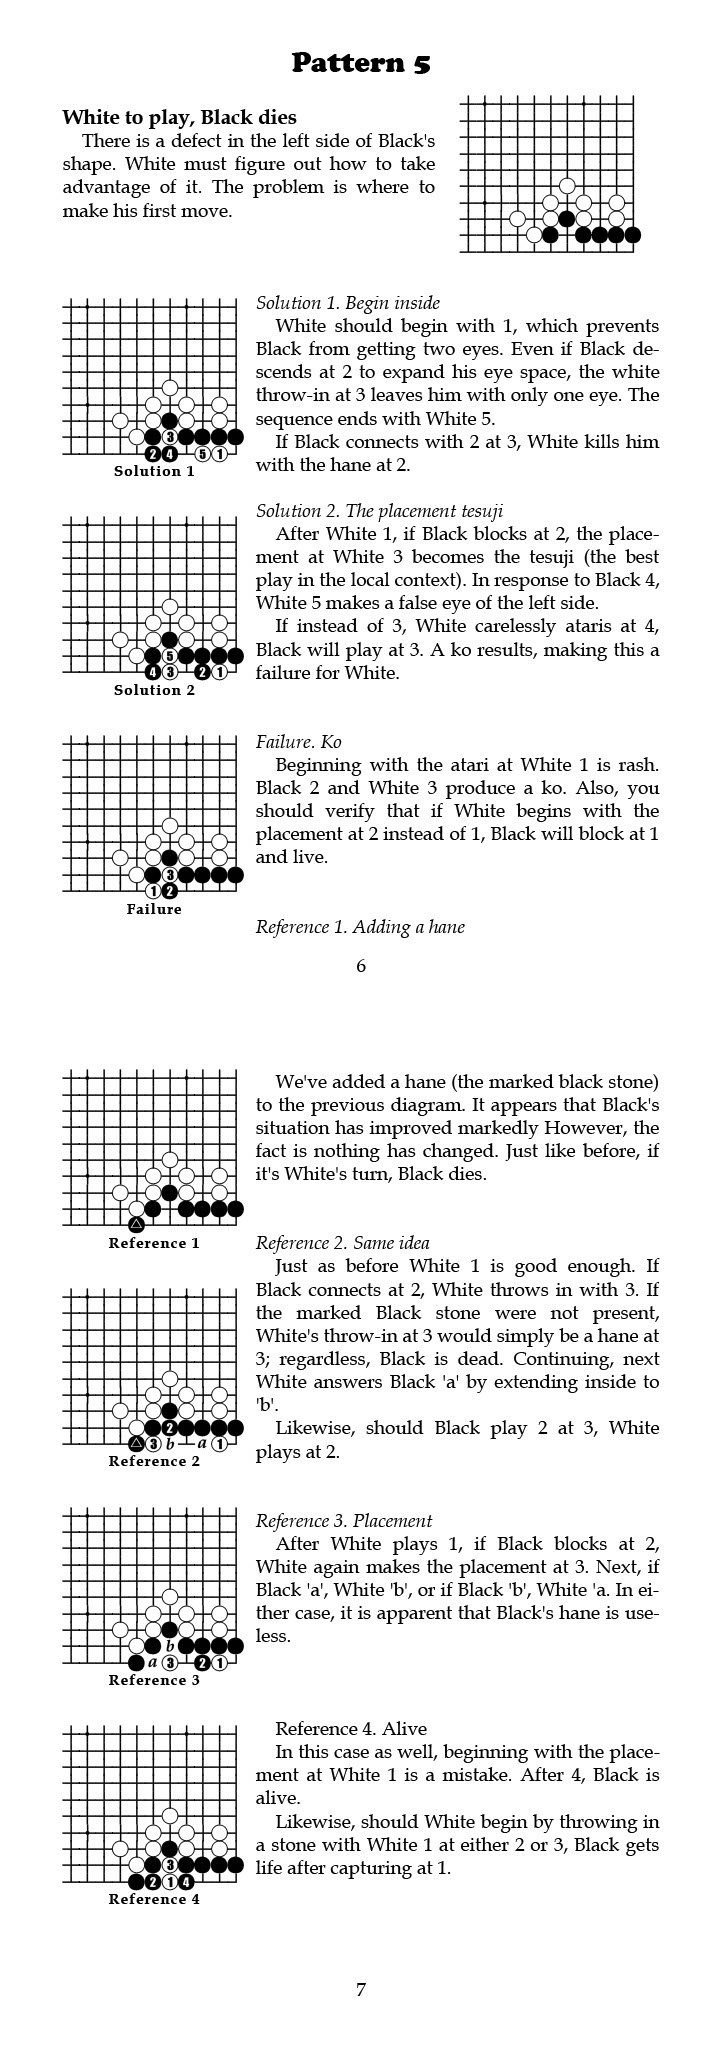 Pattern 5
White to play, Black dies
There is a defect in the left side of Black's
shape. White must figure out how to take
advantage of it. The problem is where to
make his first move.
Solution 1. Begin inside
White should begin with 1, which prevents
Black from getting two eyes. Even if Black de-
scends at 2 to expand his eye space, the white
throw-in at 3 leaves him with only one eye. The
sequence ends with White 5.
If Black connects with 2 at 3, White kills him
with the hane at 2.
3
2 4 5 1
Solution 1
Solution 2. The placement tesuji
After White 1, if Black blocks at 2, the place-
ment at White 3 becomes the tesuji (the best
play in the local context). In response to Black 4,
White 5 makes a false eye of the left side.
If instead of 3, White carelessly ataris at 4,
Black will play at 3. A ko results, making this a
failure for White.
5
4 3 2 1
Solution 2
Failure. Ko
Beginning with the atari at White 1 is rash.
Black 2 and White 3 produce a ko. Also, you
should verify that if White begins with the
placement at 2 instead of 1, Black will block at 1
and live.
3
1 2
Failure
Reference 1. Adding a hane
6
We've added a hane (the marked black stone)
to the previous diagram. It appears that Black's
situation has improved markedly However, the
fact is nothing has changed. Just like before, if
it's White's turn, Black dies.
Reference 1
Reference 2. Same idea
Just as before White 1 is good enough. If
Black connects at 2, White throws in with 3. If
the marked Black stone were not present,
White's throw-in at 3 would simply be a hane at
3; regardless, Black is dead. Continuing, next
White answers Black 'a' by extending inside to
'b'.
Likewise, should Black play 2 at 3, White
plays at 2.
2
3 b a 1
Reference 2
Reference 3. Placement
After White plays 1, if Black blocks at 2,
White again makes the placement at 3. Next, if
Black 'a', White 'b', or if Black 'b', White 'a. In ei-
ther case, it is apparent that Black's hane is use-
less.
b
a 3 2 1
Reference 3
Reference 4. Alive
In this case as well, beginning with the place-
ment at White 1 is a mistake. After 4, Black is
alive.
Likewise, should White begin by throwing in
a stone with White 1 at either 2 or 3, Black gets
life after capturing at 1.
3
2 1 4
Reference 4
7